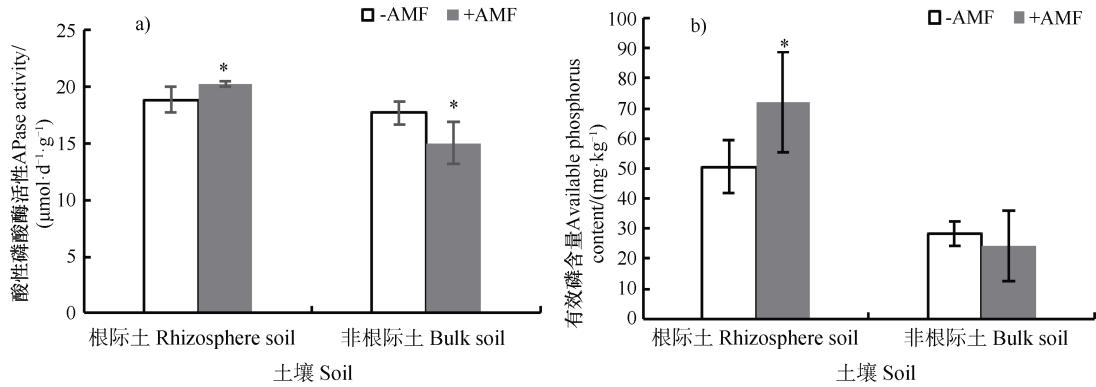 a)
-AMF
+AMF
酸性磷酸酶活性APase activity/
(μmol·d⁻¹·g⁻¹)
25
20
15
10
5
0
*
*
根际土 Rhizosphere soil
非根际土 Bulk soil
土壤 Soil
b)
-AMF
+AMF
有效磷含量Available phosphorus
content/(mg·kg⁻¹)
100
90
80
70
60
50
40
30
20
10
0
*
根际土 Rhizosphere soil
非根际土 Bulk soil
土壤 Soil